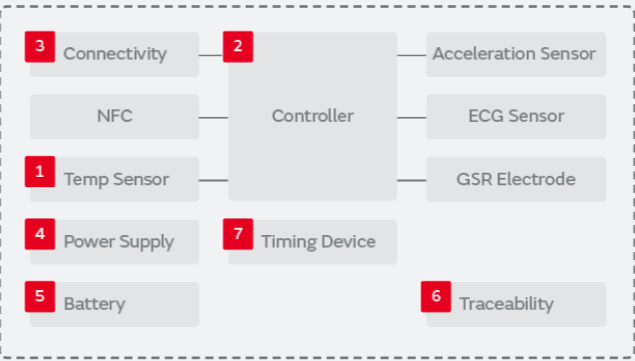 3 Connectivity
2
Acceleration Sensor
NFC
Controller
ECG Sensor
1 Temp Sensor
GSR Electrode
4 Power Supply
7 Timing Device
5 Battery
6 Traceability